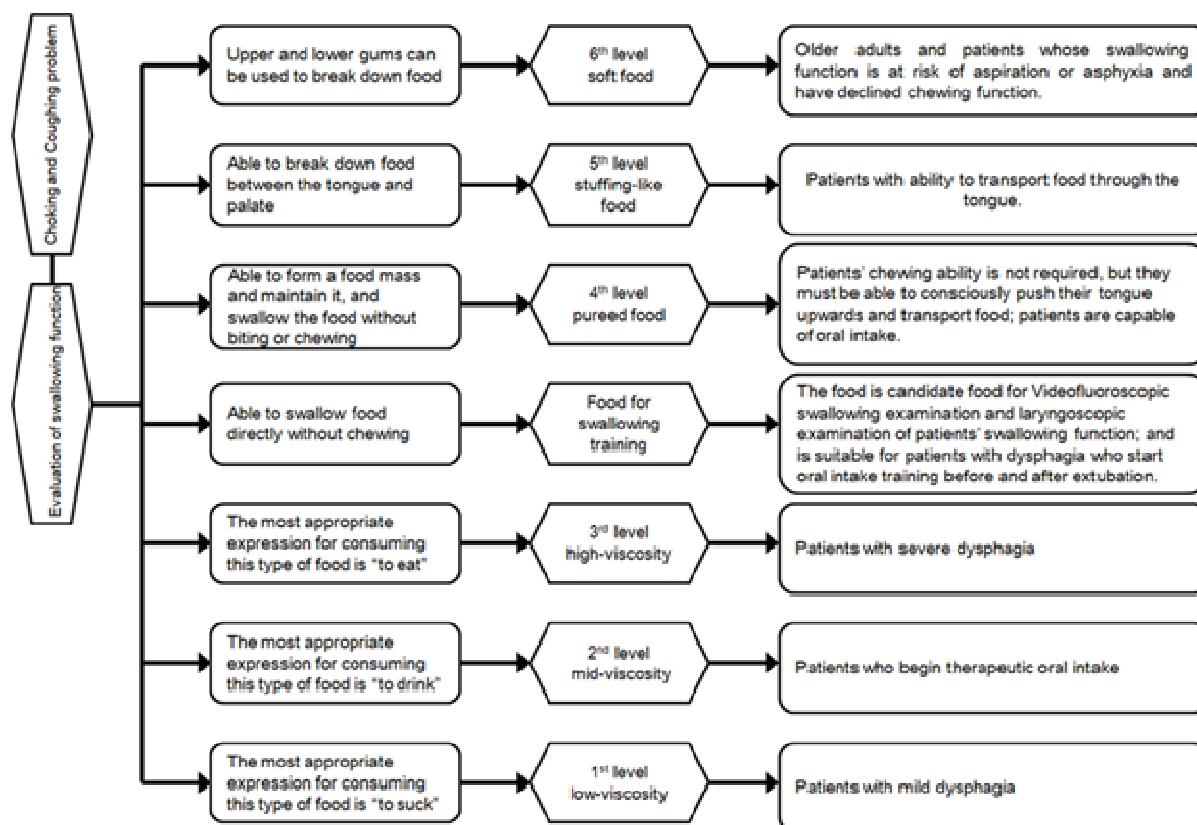 Choking and Coughing problem
Evaluation of swallowing function
Upper and lower gums can
be used to break down food
6th level
soft food
Older adults and patients whose swallowing
function is at risk of aspiration or asphyxia and
have declined chewing function.
Able to break down food
between the tongue and
palate
5th level
stuffing-like
food
Patients with ability to transport food through the
tongue.
Able to form a food mass
and maintain it, and
swallow the food without
biting or chewing
4th level
pureed food
Patients' chewing ability is not required, but they
must be able to consciously push their tongue
upwards and transport food; patients are capable
of oral intake.
Able to swallow food
directly without chewing
Food for
swallowing
training
The food is candidate food for Videofluoroscopic
swallowing examination and laryngoscopic
examination of patients' swallowing function; and
is suitable for patients with dysphagia who start
oral intake training before and after extubation.
The most appropriate
expression for consuming
this type of food is "to eat"
3rd level
high-viscosity
Patients with severe dysphagia
The most appropriate
expression for consuming
this type of food is "to drink"
2nd level
mid-viscosity
Patients who begin therapeutic oral intake
The most appropriate
expression for consuming
this type of food is "to suck"
1st level
low-viscosity
Patients with mild dysphagia